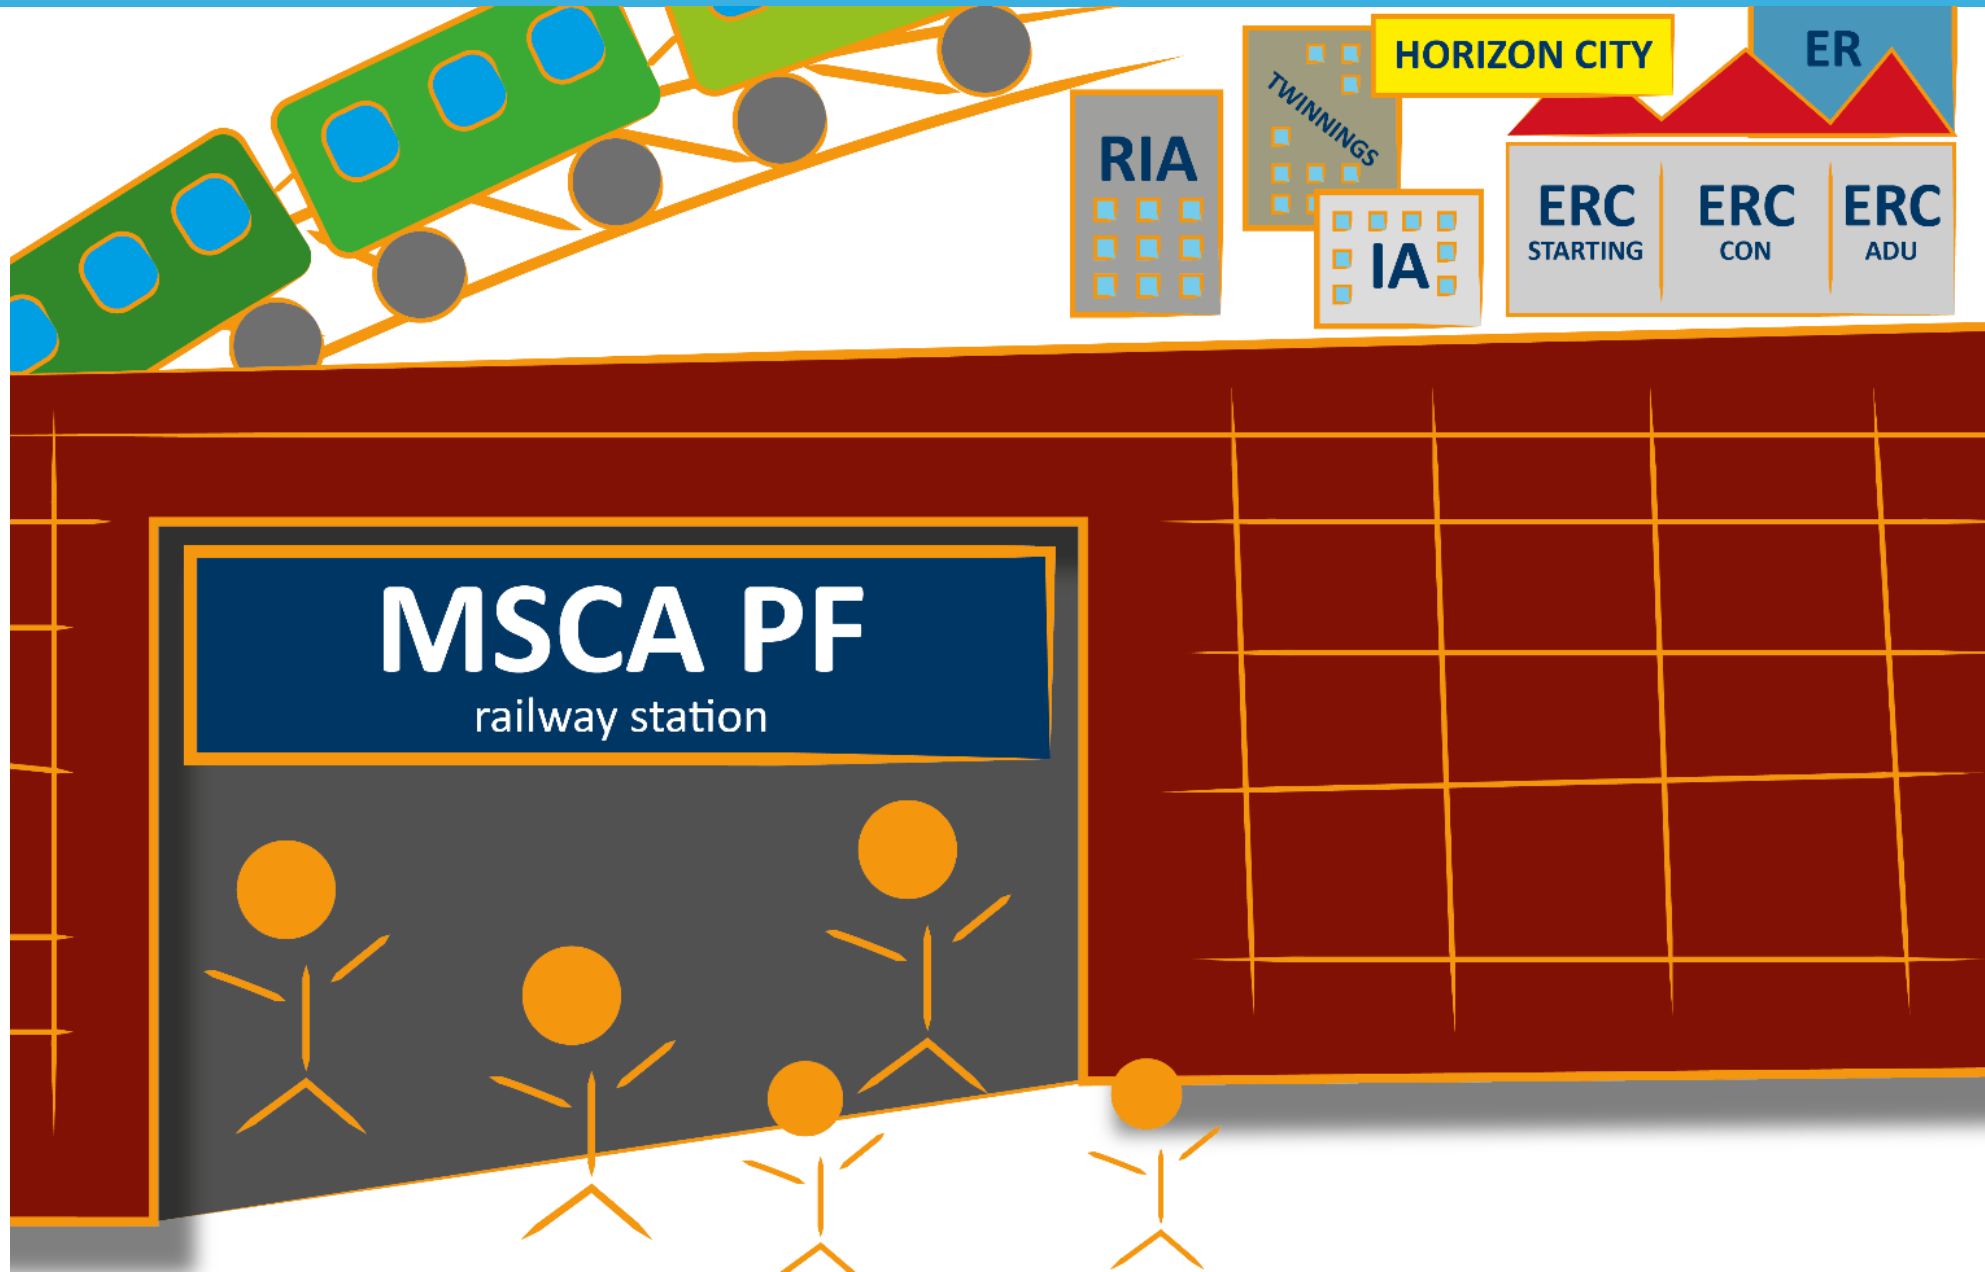 HORIZON CITY
ER
TWINNINGS
RIA
IA
ERC
STARTING
ERC
CON
ERC
ADU
MSCA PF
railway station